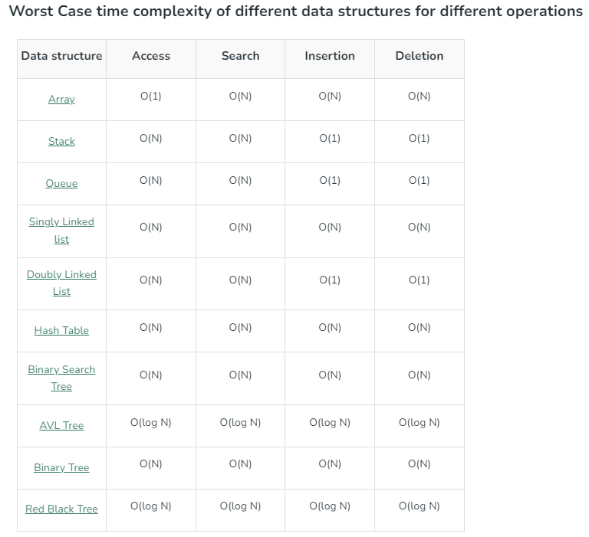 Worst Case time complexity of different data structures for different operations
Data structure Access Search Insertion Deletion
Array O(1) O(N) O(N) O(N)
Stack O(N) O(N) O(1) O(1)
Queue O(N) O(N) O(1) O(1)
Singly Linked
list O(N) O(N) O(N) O(N)
Doubly Linked
List O(N) O(N) O(1) O(1)
Hash Table O(N) O(N) O(N) O(N)
Binary Search
Tree O(N) O(N) O(N) O(N)
AVL Tree O(log N) O(log N) O(log N) O(log N)
Binary Tree O(N) O(N) O(N) O(N)
Red Black Tree O(log N) O(log N) O(log N) O(log N)